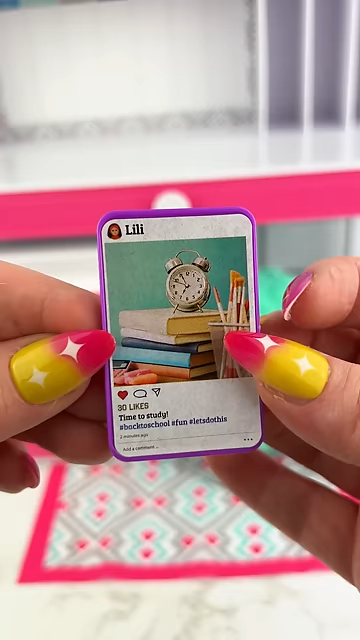 Lili
30 LIKES
Time to study!
#backtoschool #fun #letsdothis
2 minutes ago
Add a comment...